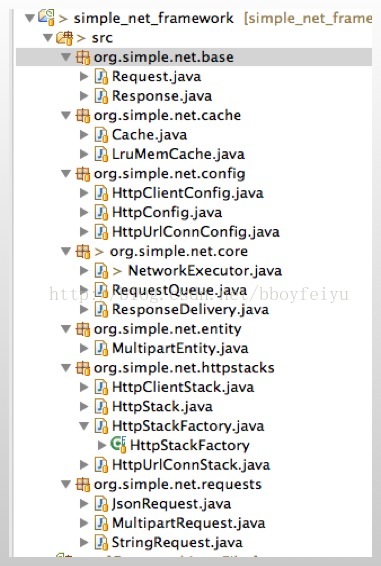 > simple_net_framework [simple_net_frame
> src
org.simple.net.base
Request.java
Response.java
org.simple.net.cache
Cache.java
LruMemCache.java
org.simple.net.config
HttpClientConfig.java
HttpConfig.java
HttpUrlConnConfig.java
> org.simple.net.core
> NetworkExecutor.java
RequestQueue.java
http://blog.csdn.net/bboyfeiyu
ResponseDelivery.java
org.simple.net.entity
MultipartEntity.java
org.simple.net.httpstacks
HttpClientStack.java
HttpStack.java
HttpStackFactory.java
HttpStackFactory
HttpUrlConnStack.java
org.simple.net.requests
JsonRequest.java
MultipartRequest.java
StringRequest.java